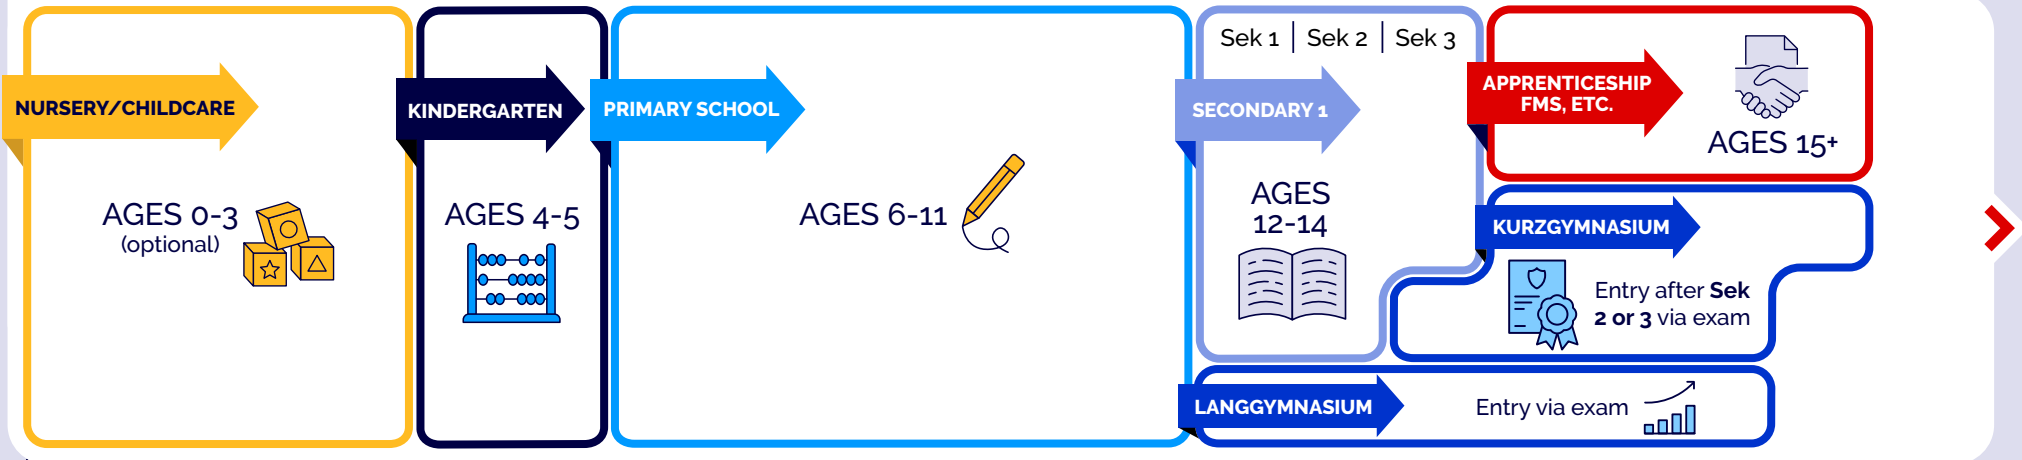 NURSERY/CHILDCARE
AGES 0-3
(optional)
KINDERGARTEN
AGES 4-5
PRIMARY SCHOOL
AGES 6-11
Sek 1 | Sek 2 | Sek 3
SECONDARY 1
AGES
12-14
APPRENTICESHIP
FMS, ETC.
AGES 15+
KURZGYMNASIUM
Entry after Sek
2 or 3 via exam
LANGGYMNASIUM
Entry via exam